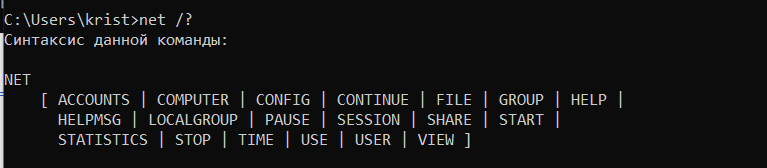 C:\Users\krist>net /?
Синтаксис данной команды:
NET
[ ACCOUNTS | COMPUTER | CONFIG | CONTINUE | FILE | GROUP | HELP |
HELPMSG | LOCALGROUP | PAUSE | SESSION | SHARE | START |
STATISTICS | STOP | TIME | USE | USER | VIEW ]